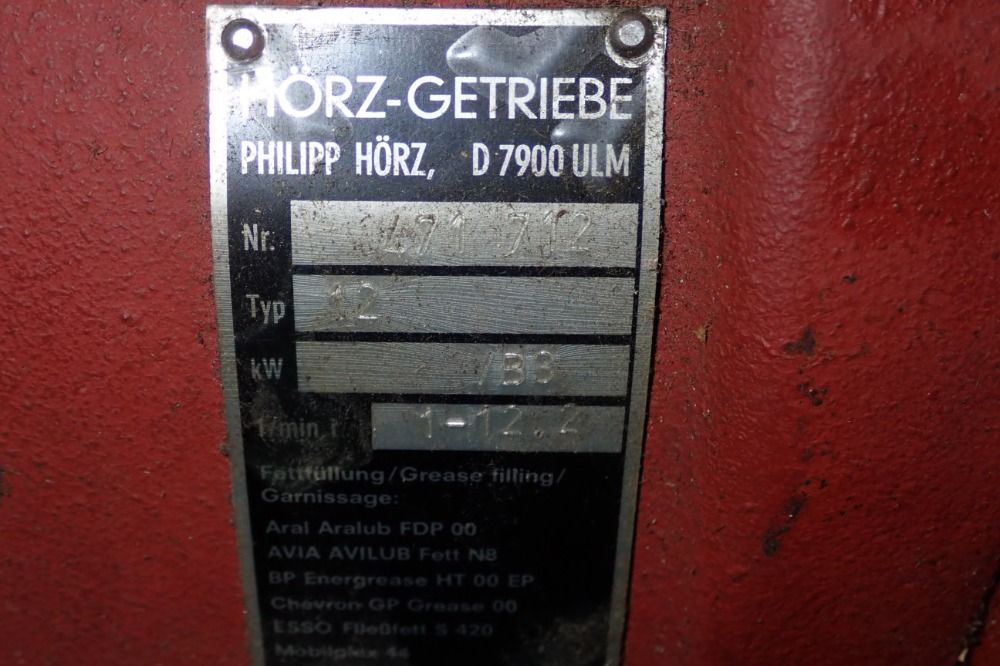 HÖRZ-GETRIEBE
PHILIPP HÖRZ, D 7900 ULM
Nr. 471 712
Typ 12
kW /B3
1/min i 1-12.2
Fettfüllung/Grease filling/
Garnissage:
Aral Aralub FDP 00
AVIA AVILUB Fett N8
BP Energrease HT 00 EP
Chevron GP Grease 00
ESSO Fließfett S 420
Mobilplex 44